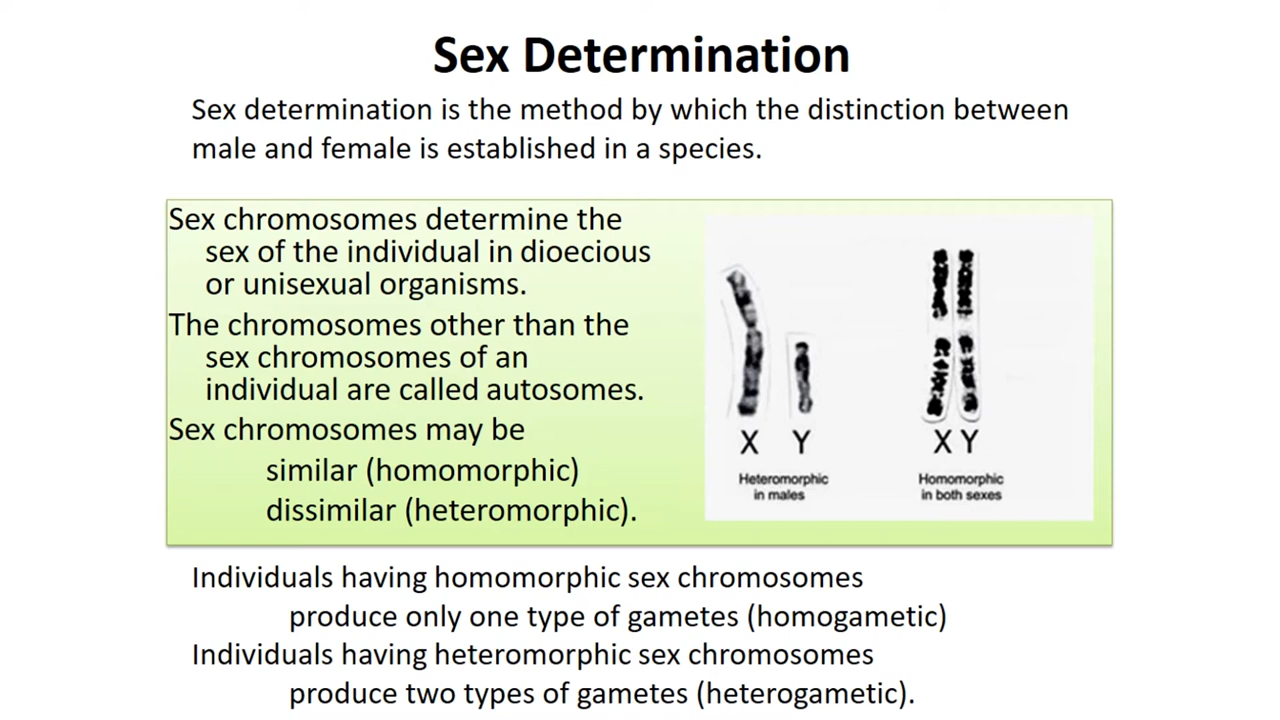 Sex Determination
Sex determination is the method by which the distinction between
male and female is established in a species.
Sex chromosomes determine the
sex of the individual in dioecious
or unisexual organisms.
The chromosomes other than the
sex chromosomes of an
individual are called autosomes.
Sex chromosomes may be
similar (homomorphic)
dissimilar (heteromorphic).
X Y
Heteromorphic
in males
X Y
Homomorphic
in both sexes
Individuals having homomorphic sex chromosomes
produce only one type of gametes (homogametic)
Individuals having heteromorphic sex chromosomes
produce two types of gametes (heterogametic).